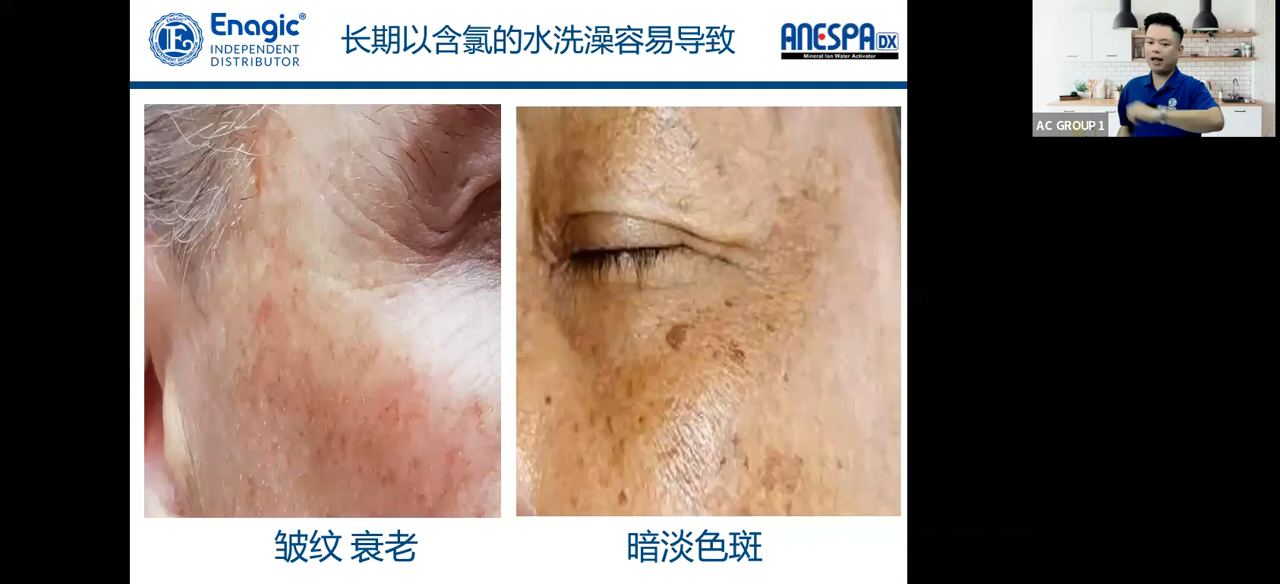 Enagic®
INDEPENDENT
DISTRIBUTOR
长期以含氯的水洗澡容易导致
ANESPA DX
Mineral Ion Water Activator
AC GROUP 1
皱纹 衰老
暗淡色斑